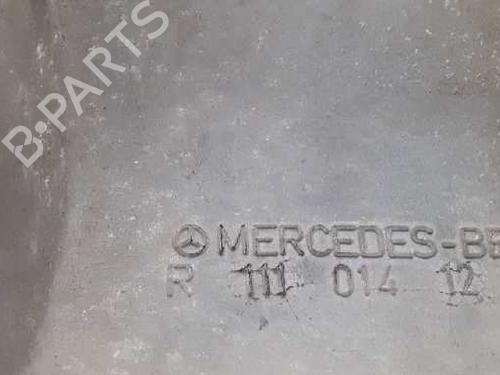 B-PARTS
MERCEDES-BE
R 111 014 12